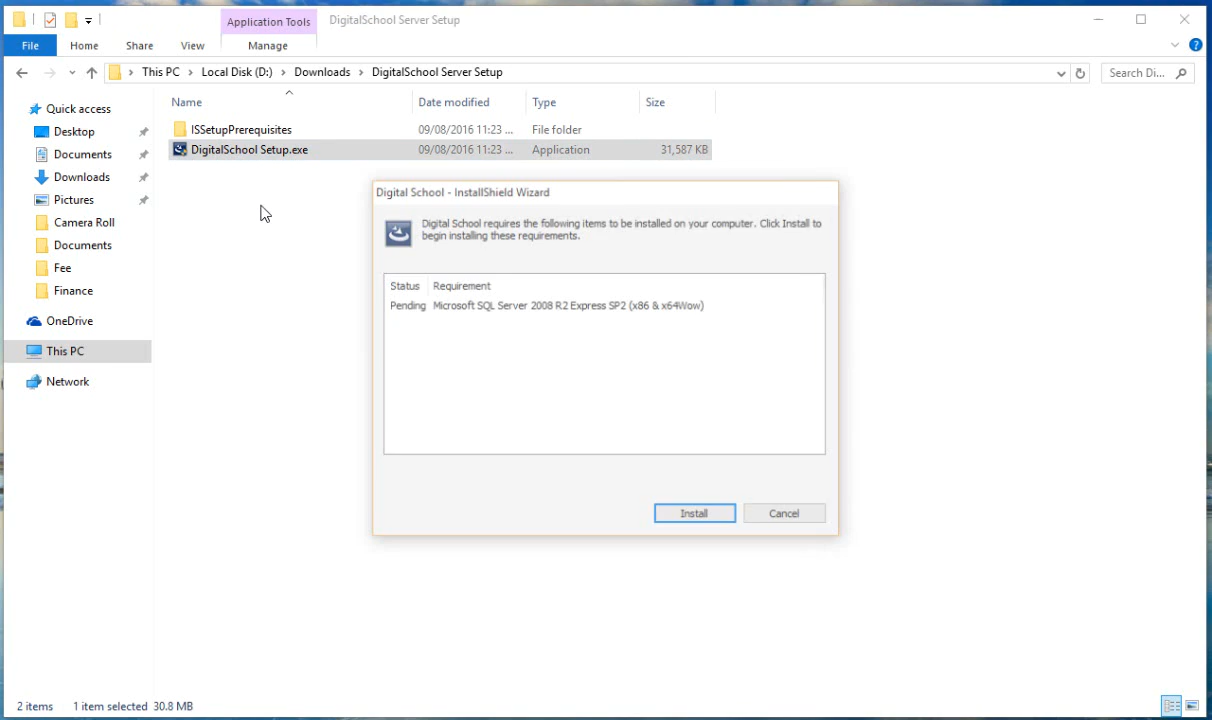 Application Tools
DigitalSchool Server Setup
File
Home
Share
View
Manage
This PC
Local Disk (D:)
Downloads
DigitalSchool Server Setup
Search Di...
Quick access
Desktop
Documents
Downloads
Pictures
Camera Roll
Documents
Fee
Finance
OneDrive
This PC
Network
Name Date modified Type Size
ISSetupPrerequisites 09/08/2016 11:23 ... File folder
DigitalSchool Setup.exe 09/08/2016 11:23 ... Application 31,587 KB
Digital School - InstallShield Wizard
Digital School requires the following items to be installed on your computer. Click Install to
begin installing these requirements.
Status Requirement
Pending Microsoft SQL Server 2008 R2 Express SP2 (x86 & x64Wow)
Install
Cancel
2 items 1 item selected 30.8 MB